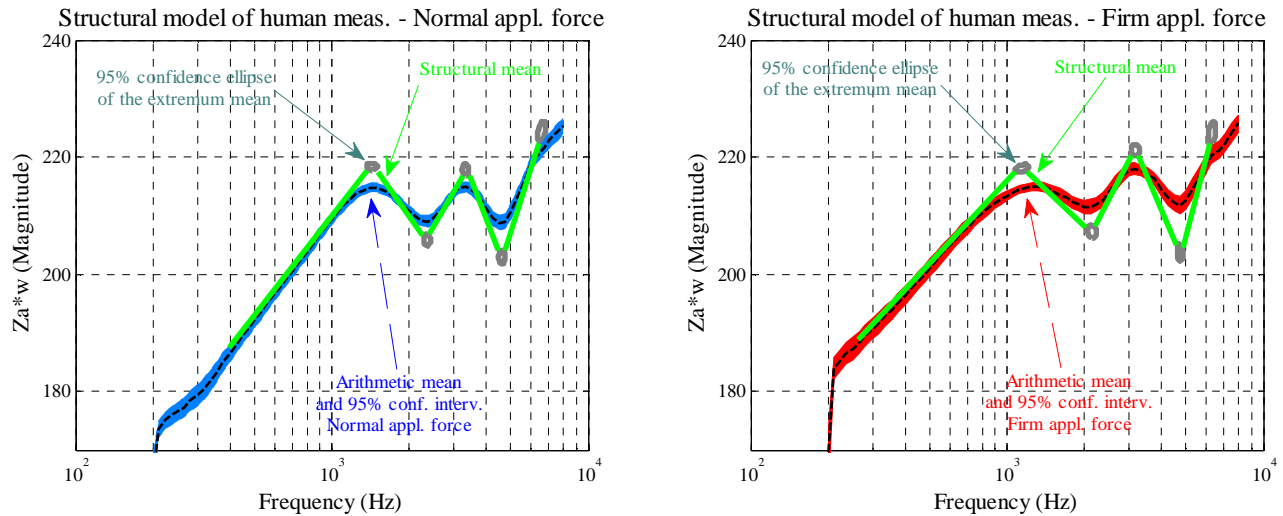 Structural model of human meas. - Normal appl. force
240
220
200
180
Za*w (Magnitude)
95% confidence ellipse
of the extremum mean
Structural mean
Arithmetic mean
and 95% conf. interv.
Normal appl. force
10^2
10^3
10^4
Frequency (Hz)
Structural model of human meas. - Firm appl. force
240
220
200
180
Za*w (Magnitude)
95% confidence ellipse
of the extremum mean
Structural mean
Arithmetic mean
and 95% conf. interv.
Firm appl. force
10^2
10^3
10^4
Frequency (Hz)